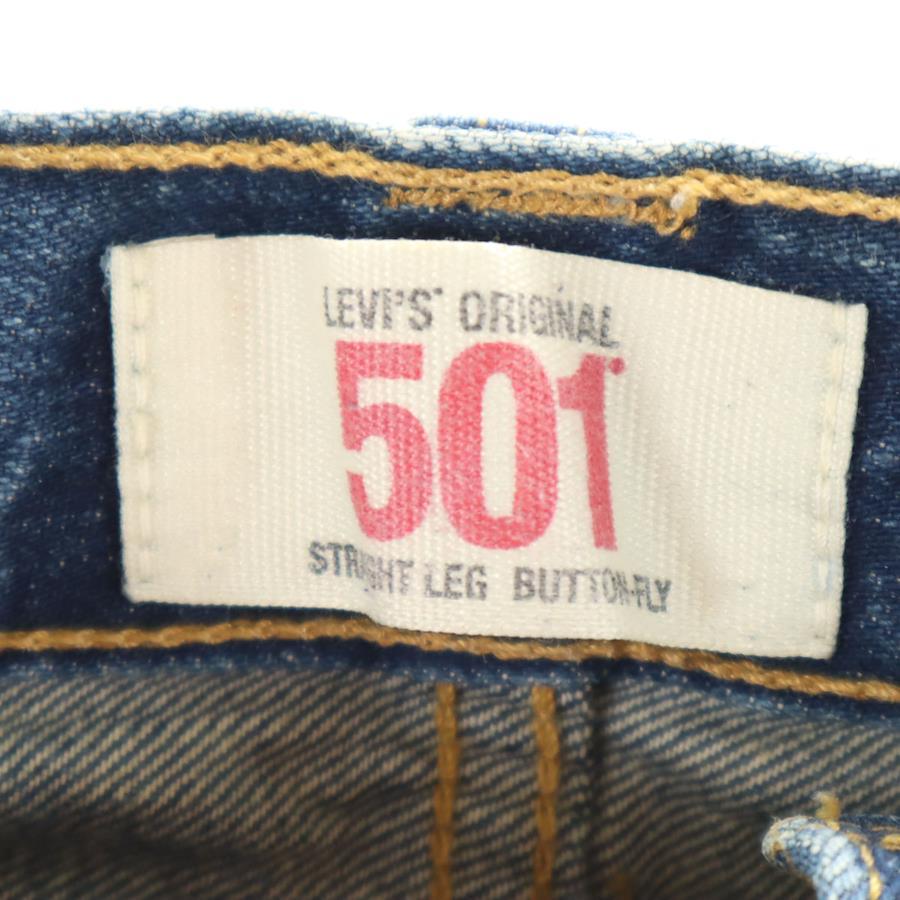 LEVI'S® ORIGINAL
501®
STRAIGHT LEG BUTTON-FLY